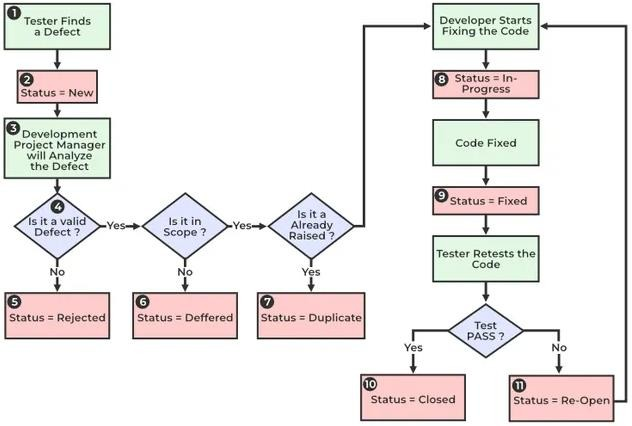 1
Tester Finds
a Defect
2
Status = New
3
Development
Project Manager
will Analyze
the Defect
4
Is it a valid
Defect ?
Yes
Is it in
Scope ?
Yes
Is it a
Already
Raised ?
No
No
Yes
5
Status = Rejected
6
Status = Deffered
7
Status = Duplicate
Developer Starts
Fixing the Code
8
Status = In-
Progress
Code Fixed
9
Status = Fixed
Tester Retests the
Code
Test
PASS ?
Yes
No
10
Status = Closed
11
Status = Re-Open